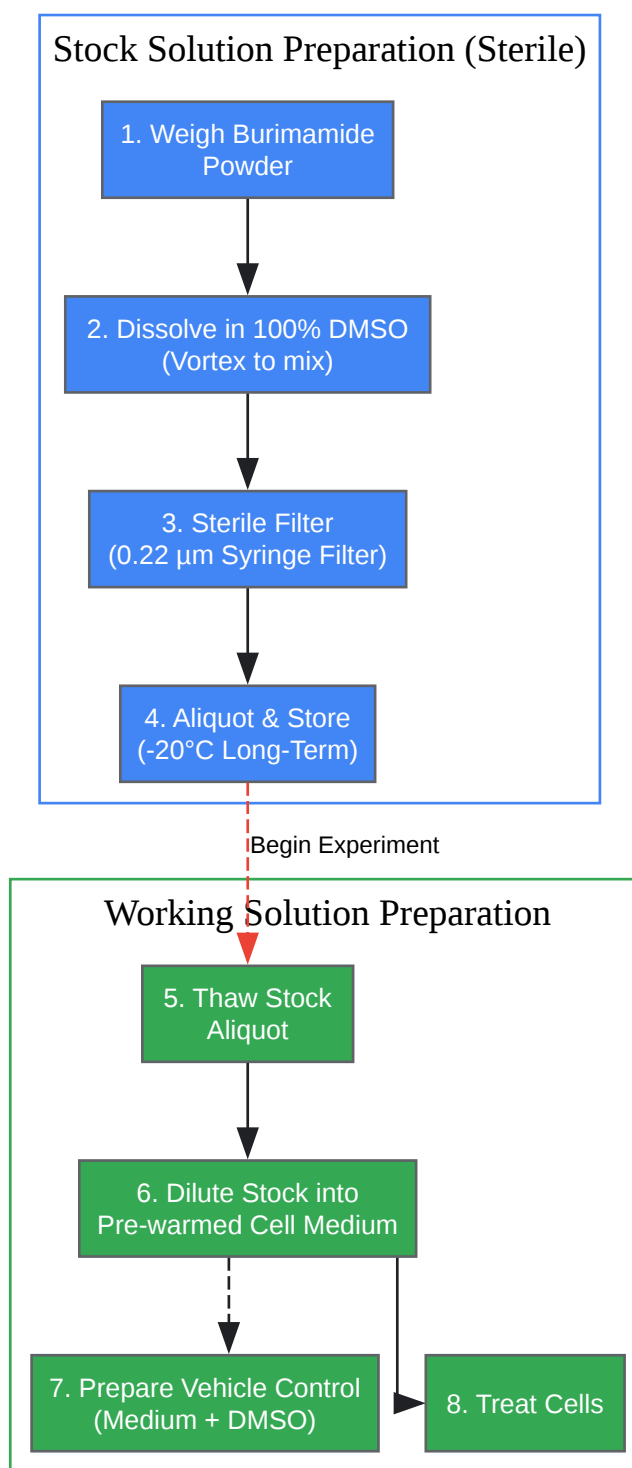 Stock Solution Preparation (Sterile)
1. Weigh Burimamide
Powder
2. Dissolve in 100% DMSO
(Vortex to mix)
3. Sterile Filter
(0.22 µm Syringe Filter)
4. Aliquot & Store
(-20°C Long-Term)
Begin Experiment
Working Solution Preparation
5. Thaw Stock
Aliquot
6. Dilute Stock into
Pre-warmed Cell Medium
7. Prepare Vehicle Control
(Medium + DMSO)
8. Treat Cells